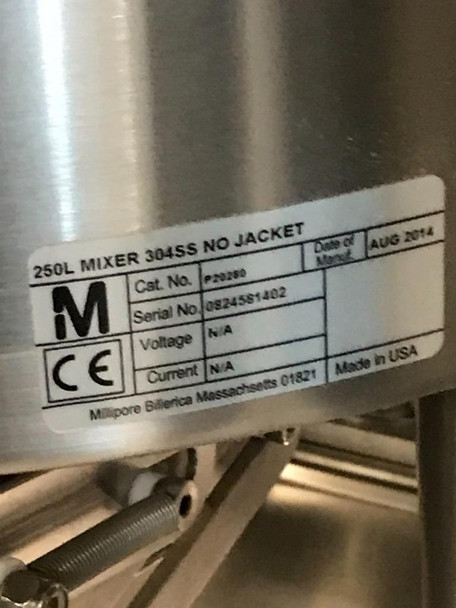 250L MIXER 304SS NO JACKET
M
Cat. No. P20280
Date of Manuf. AUG 2014
Serial No. 0824581402
Voltage N/A
CE
Current N/A
Millipore Billerica Massachsetts 01821
Made in USA